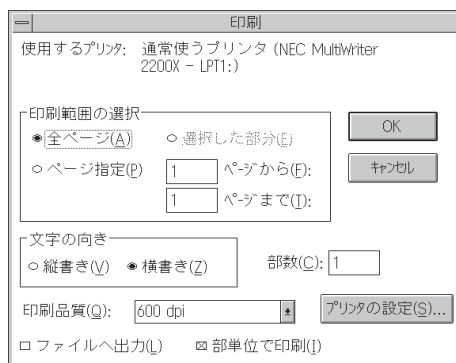 印刷
使用するプリンタ: 通常使うプリンタ (NEC MultiWriter
2200X - LPT1:)
印刷範囲の選択
全ページ(A) 選択した部分(E)
OK
ページ指定(P) 1 ページから(F):
キャンセル
1 ページまで(T):
文字の向き
縦書き(V) 横書き(Z)
部数(C): 1
印刷品質(Q): 600 dpi
プリンタの設定(S)...
ファイルへ出力(L) 部単位で印刷(I)